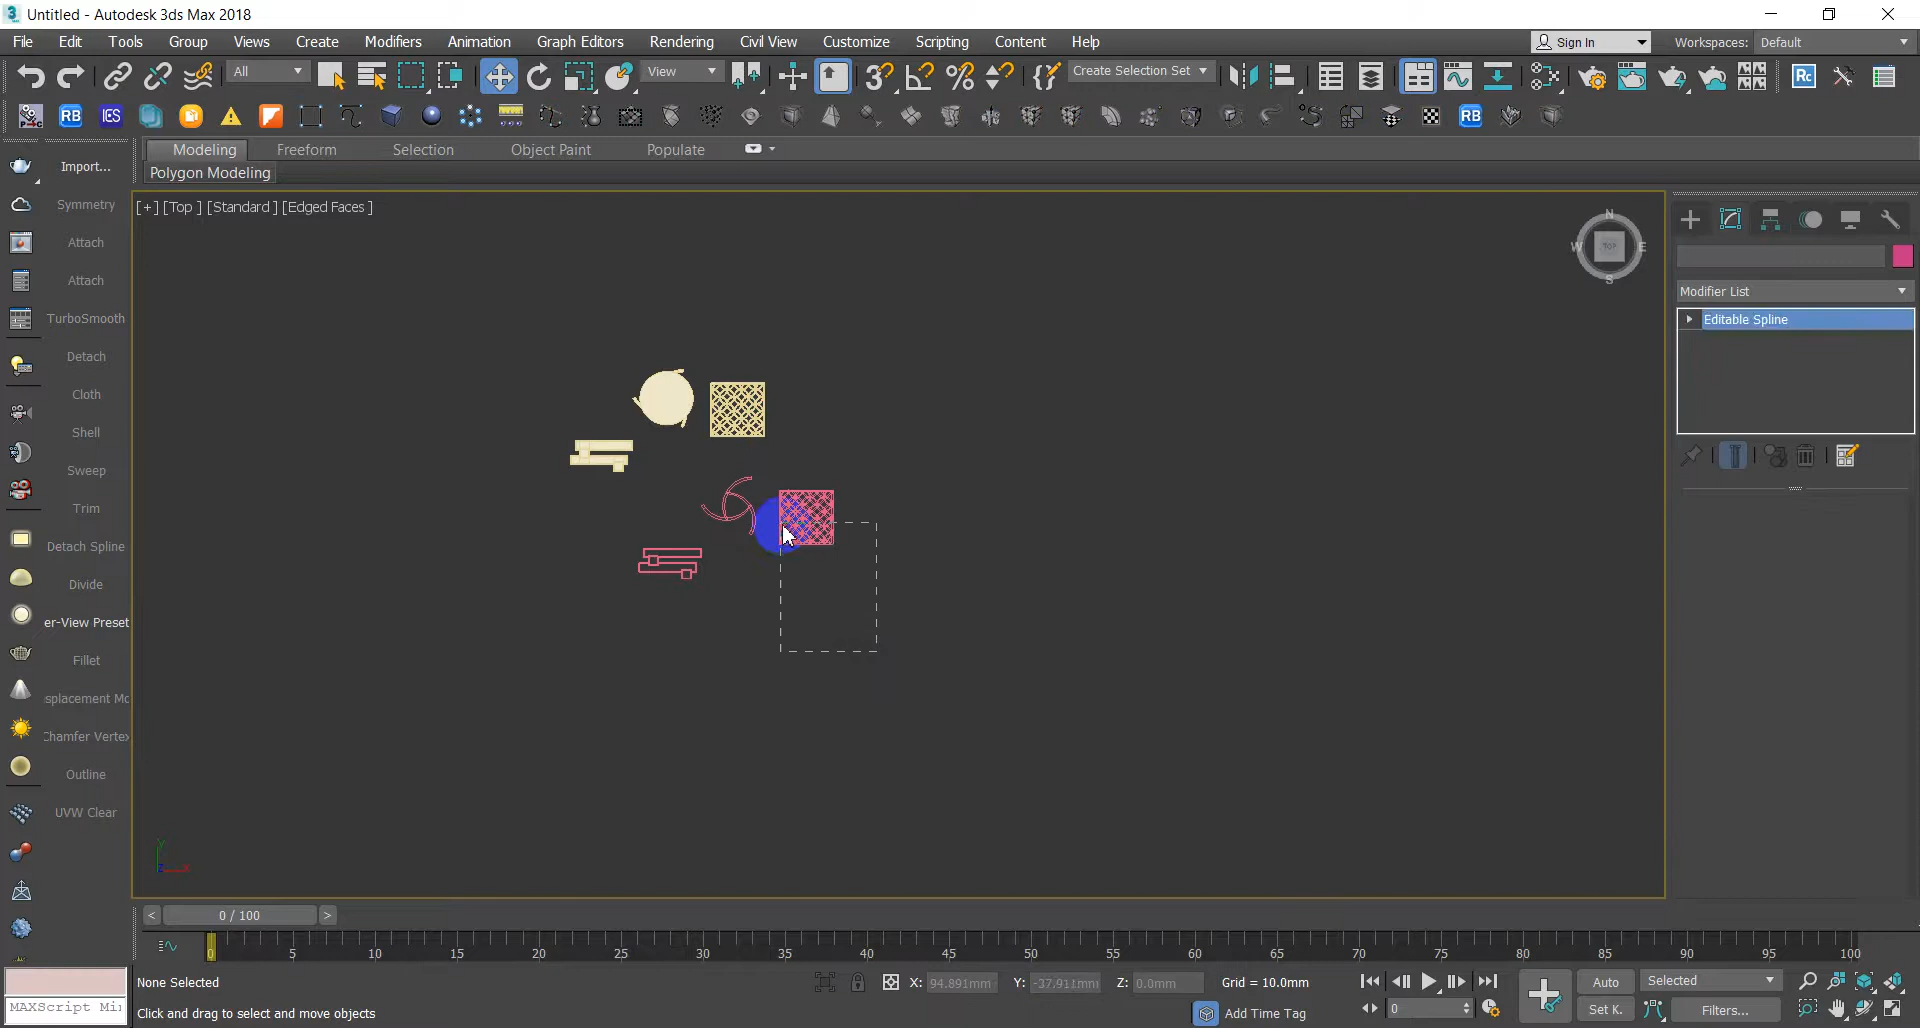 Untitled - Autodesk 3ds Max 2018
File Edit Tools Group Views Create Modifiers Animation Graph Editors Rendering Civil View Customize Scripting Content Help
Sign In Workspaces: Default
All View Create Selection Set
3
Rc
RB IES RB
Modeling Freeform Selection Object Paint Populate
Polygon Modeling
Import...
Symmetry
Attach
Attach
TurboSmooth
Detach
Cloth
Shell
Sweep
Trim
Detach Spline
Divide
er-View Preset
Fillet
splacement Mo
Chamfer Vertex
Outline
UVW Clear
[+] [Top ] [Standard ] [Edged Faces ]
N
W TOP E
S
Modifier List
Editable Spline
y
z x
< 0 / 100 >
0 5 10 15 20 25 30 35 40 45 50 55 60 65 70 75 80 85 90 95 100
None Selected
X: 94.891mm Y: -37.911mm Z: 0.0mm Grid = 10.0mm
Auto Selected
MAXScript Mi
Click and drag to select and move objects
Add Time Tag
0
Set K. Filters...